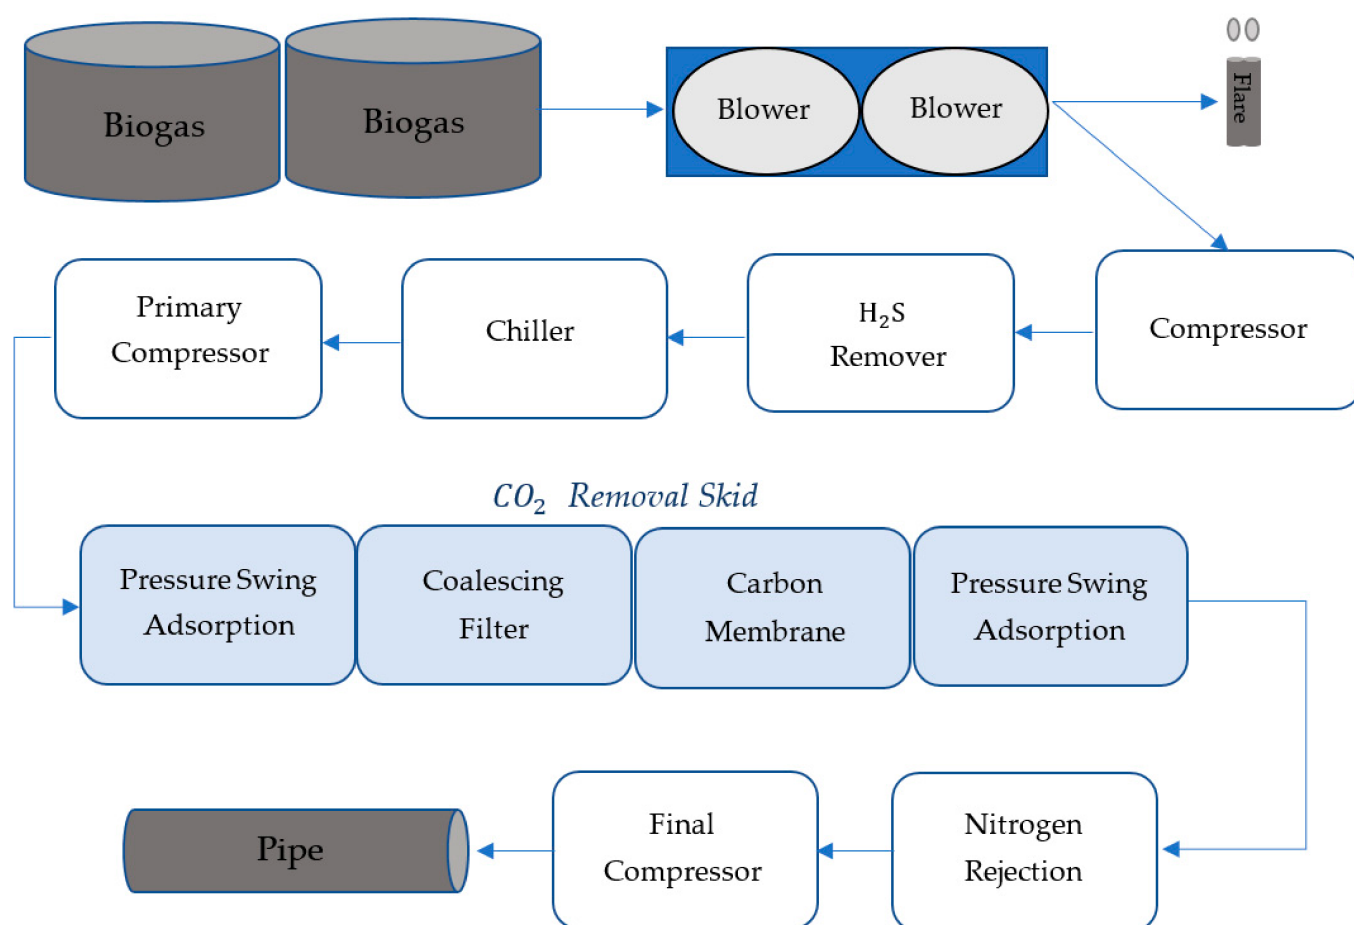 Biogas
Biogas
Blower
Blower
Flare
Primary
Compressor
Chiller
H₂S
Remover
Compressor
CO₂ Removal Skid
Pressure Swing
Adsorption
Coalescing
Filter
Carbon
Membrane
Pressure Swing
Adsorption
Pipe
Final
Compressor
Nitrogen
Rejection